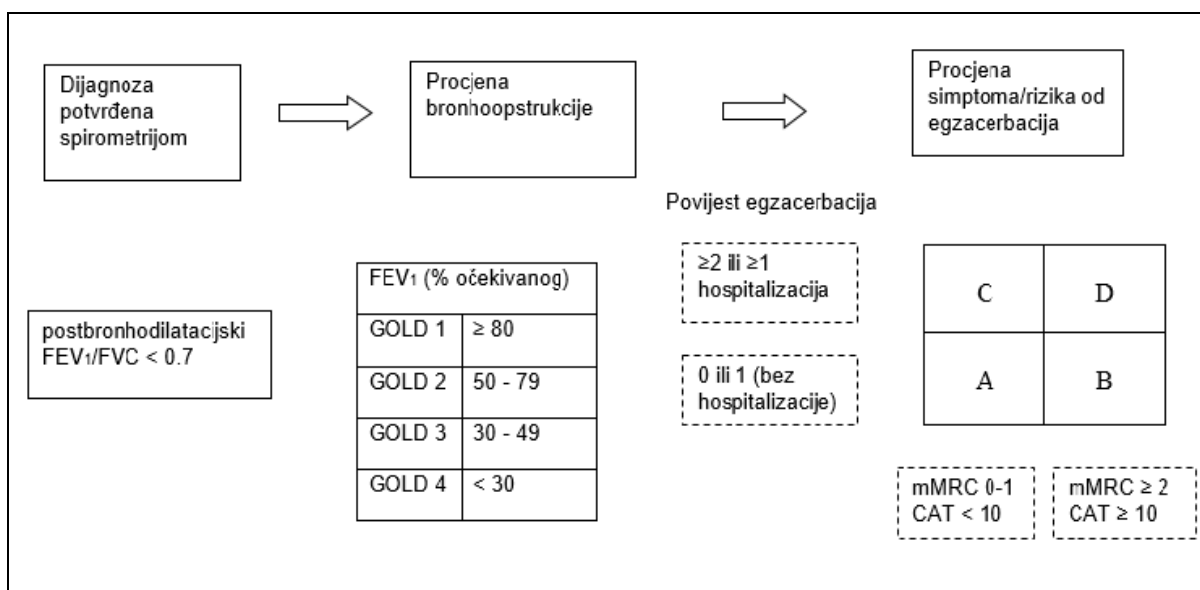 Dijagnoza
potvrđena
spirometrijom
Procjena
bronhoopstrukcije
Procjena
simptoma/rizika od
egzacerbacija
postbronhodilatacijski
FEV1/FVC < 0.7
FEV1 (% očekivanog)
GOLD 1 ≥ 80
GOLD 2 50 - 79
GOLD 3 30 - 49
GOLD 4 < 30
Povijest egzacerbacija
≥2 ili ≥1
hospitalizacija
0 ili 1 (bez
hospitalizacije)
C D
A B
mMRC 0-1
CAT < 10
mMRC ≥ 2
CAT ≥ 10